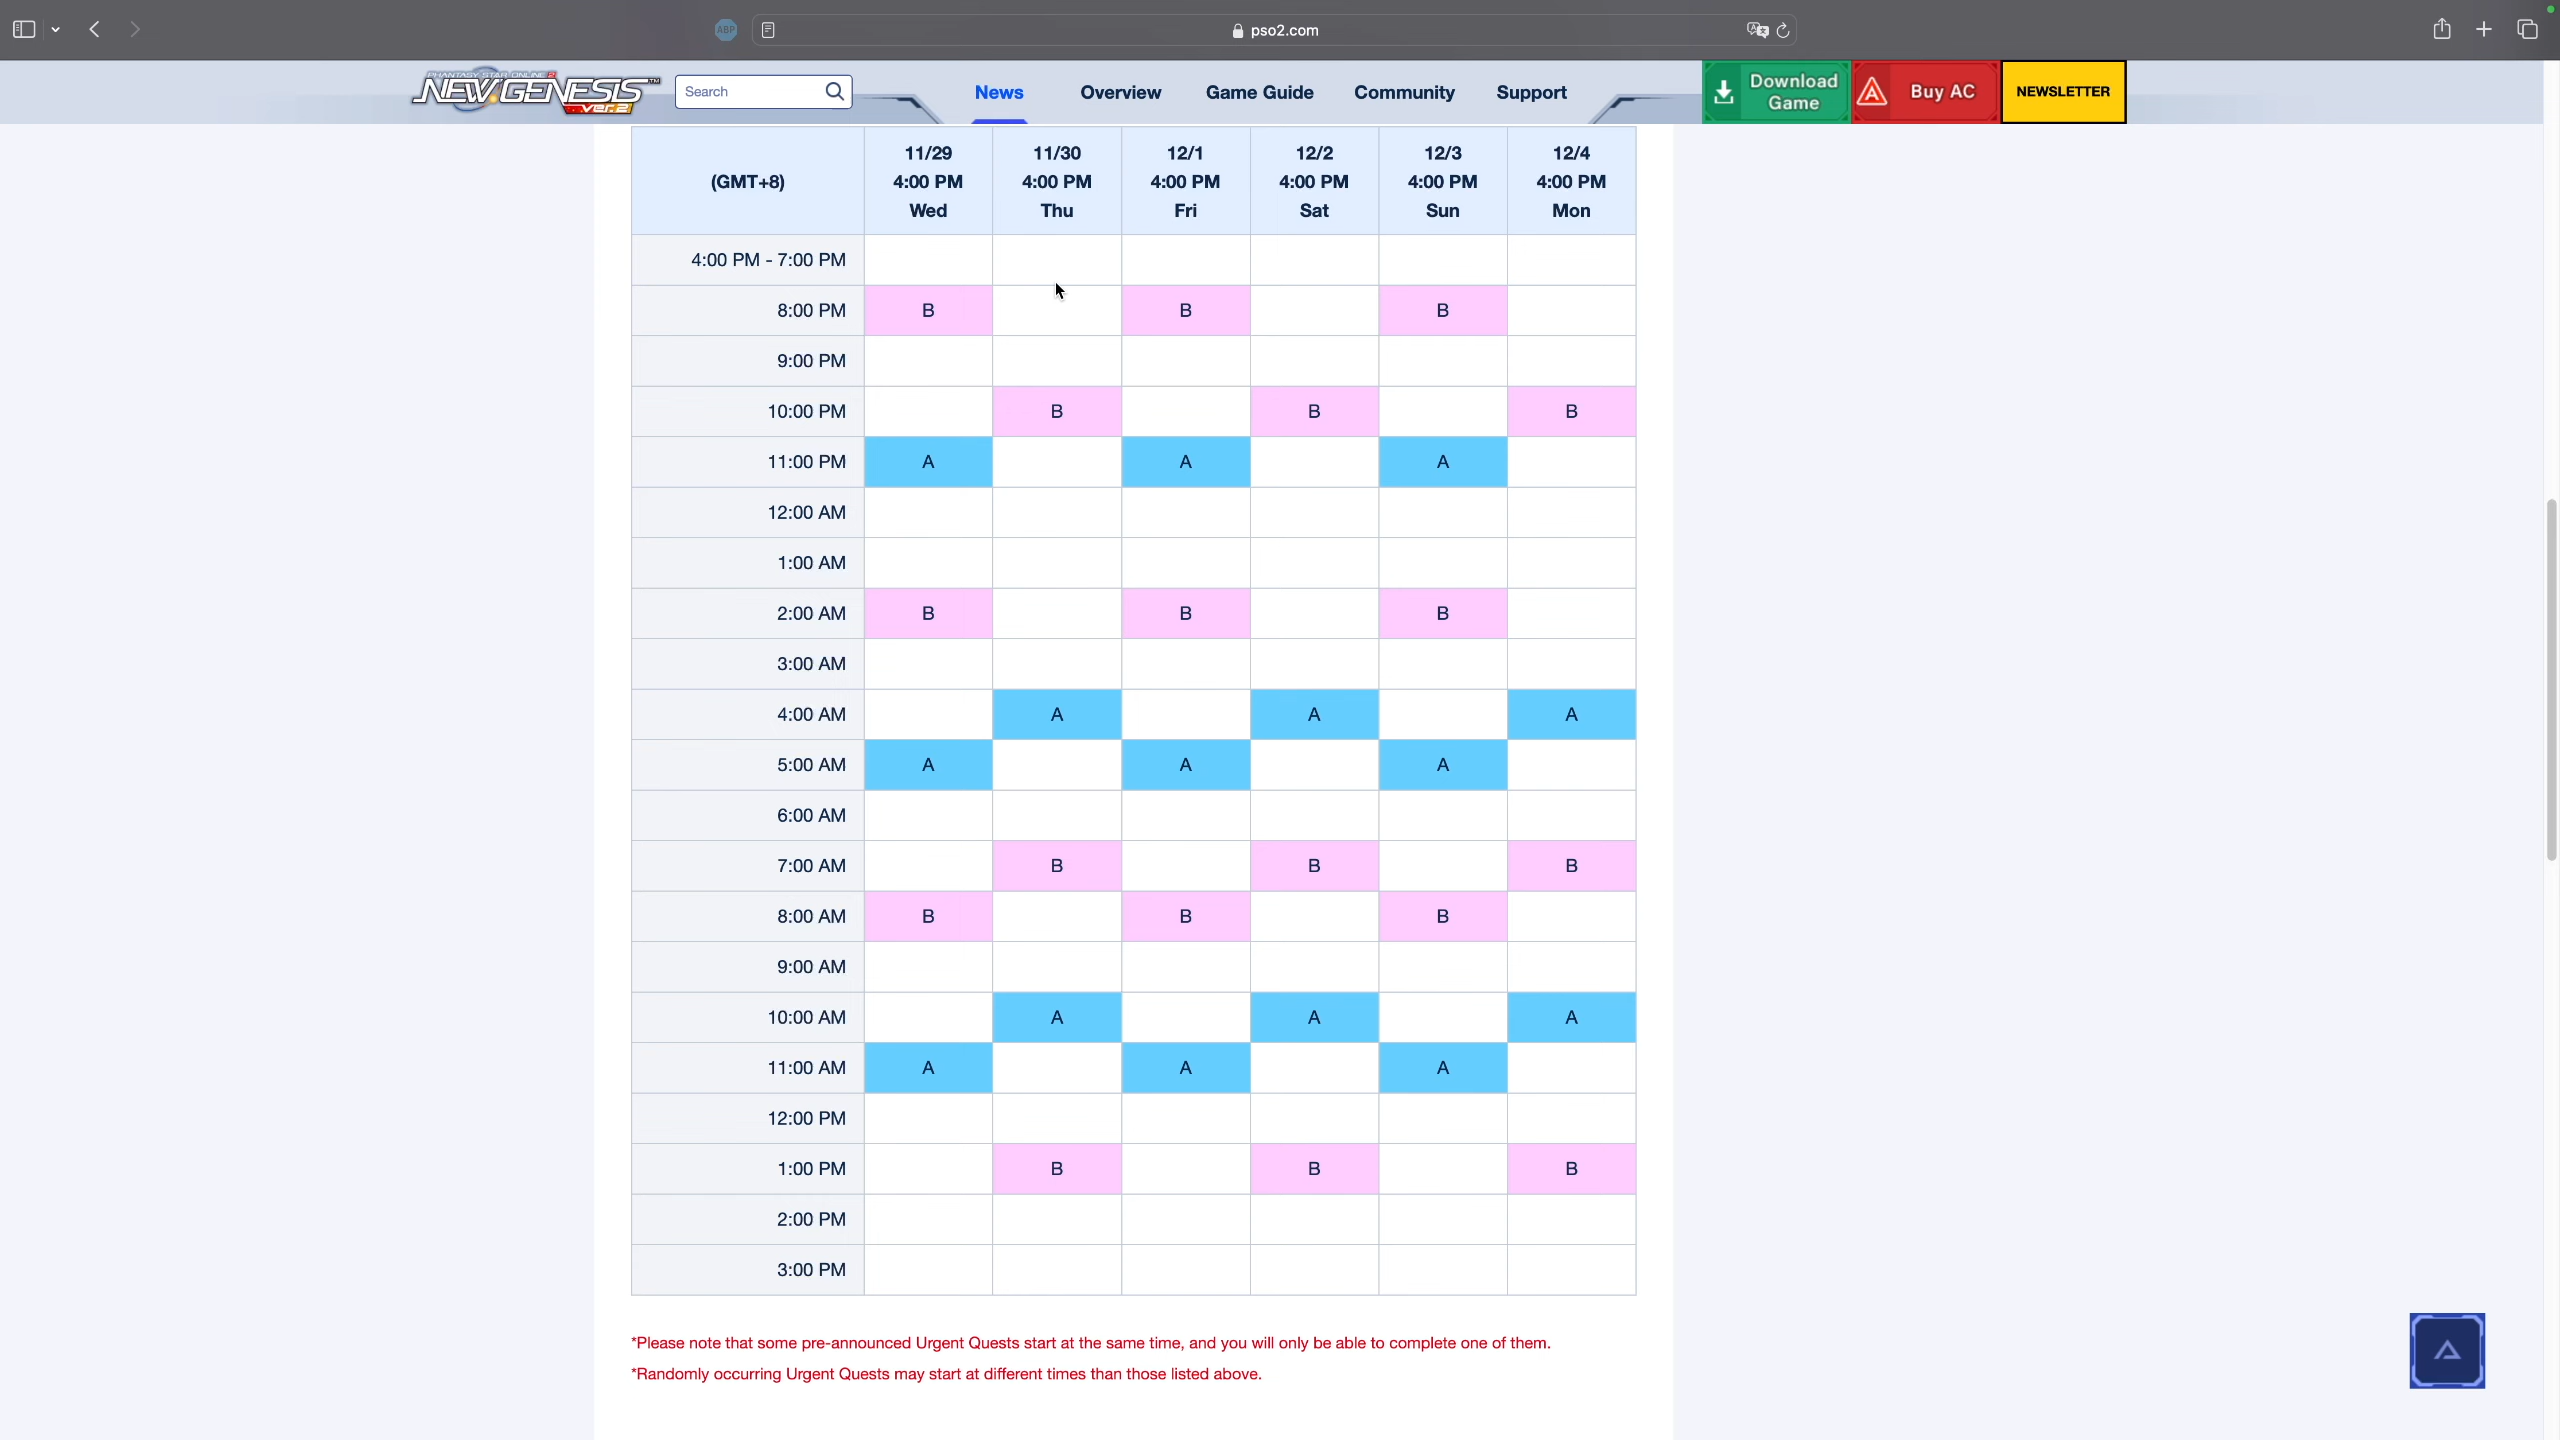 ABP
pso2.com
PHANTASY STAR ONLINE 2
NEW GENESIS™
ver.2
Search
News
Overview
Game Guide
Community
Support
Download
Game
Buy AC
NEWSLETTER
(GMT+8)
11/29
4:00 PM
Wed
11/30
4:00 PM
Thu
12/1
4:00 PM
Fri
12/2
4:00 PM
Sat
12/3
4:00 PM
Sun
12/4
4:00 PM
Mon
4:00 PM - 7:00 PM
8:00 PM B B B
9:00 PM
10:00 PM B B B
11:00 PM A A A
12:00 AM
1:00 AM
2:00 AM B B B
3:00 AM
4:00 AM A A A
5:00 AM A A A
6:00 AM
7:00 AM B B B
8:00 AM B B B
9:00 AM
10:00 AM A A A
11:00 AM A A A
12:00 PM
1:00 PM B B B
2:00 PM
3:00 PM
*Please note that some pre-announced Urgent Quests start at the same time, and you will only be able to complete one of them.
*Randomly occurring Urgent Quests may start at different times than those listed above.